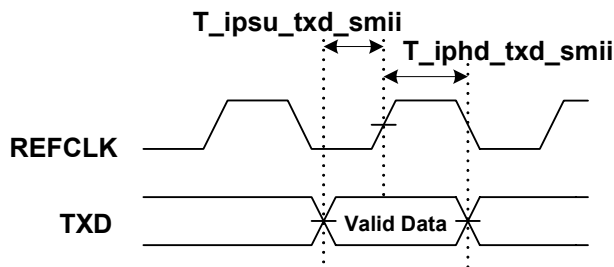 T_ipsu_txd_smii
T_iphd_txd_smii
REFCLK
TXD
Valid Data